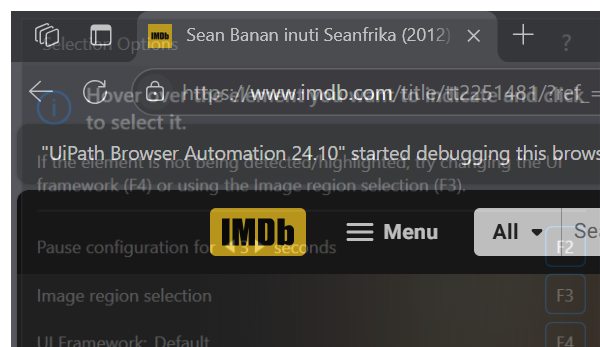 IMDb Sean Banan inuti Seanfrika (2012)
Selection Options ?
https://www.imdb.com/title/tt2251481/?ref_=
Hover over the element you want to indicate and click
to select it.
"UiPath Browser Automation 24.10" started debugging this brows
If the element is not being detected/highlighted, try changing the UI
framework (F4) or using the Image region selection (F3).
IMDb Menu All Sea
Pause configuration for 3 seconds F2
Image region selection F3
UI Framework: Default F4